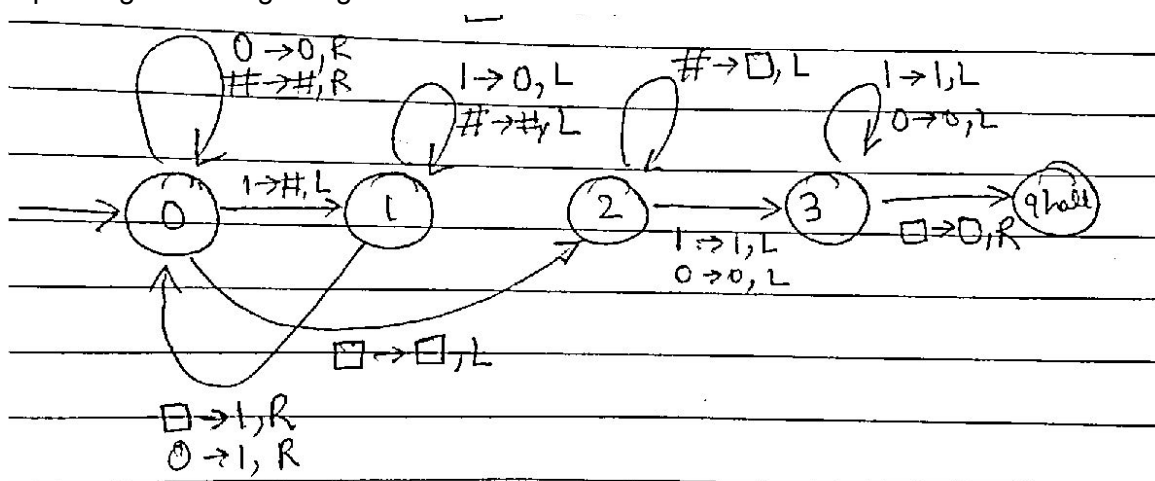 0→0,R
#→#,R
1→0,L
#→#,L
#→□,L
1→1,L
0→0,L
0
1→#,L
1
2
1→1,L
0→0,L
3
□→□,R
qhalt
□→□,L
□→1,R
0→1,R